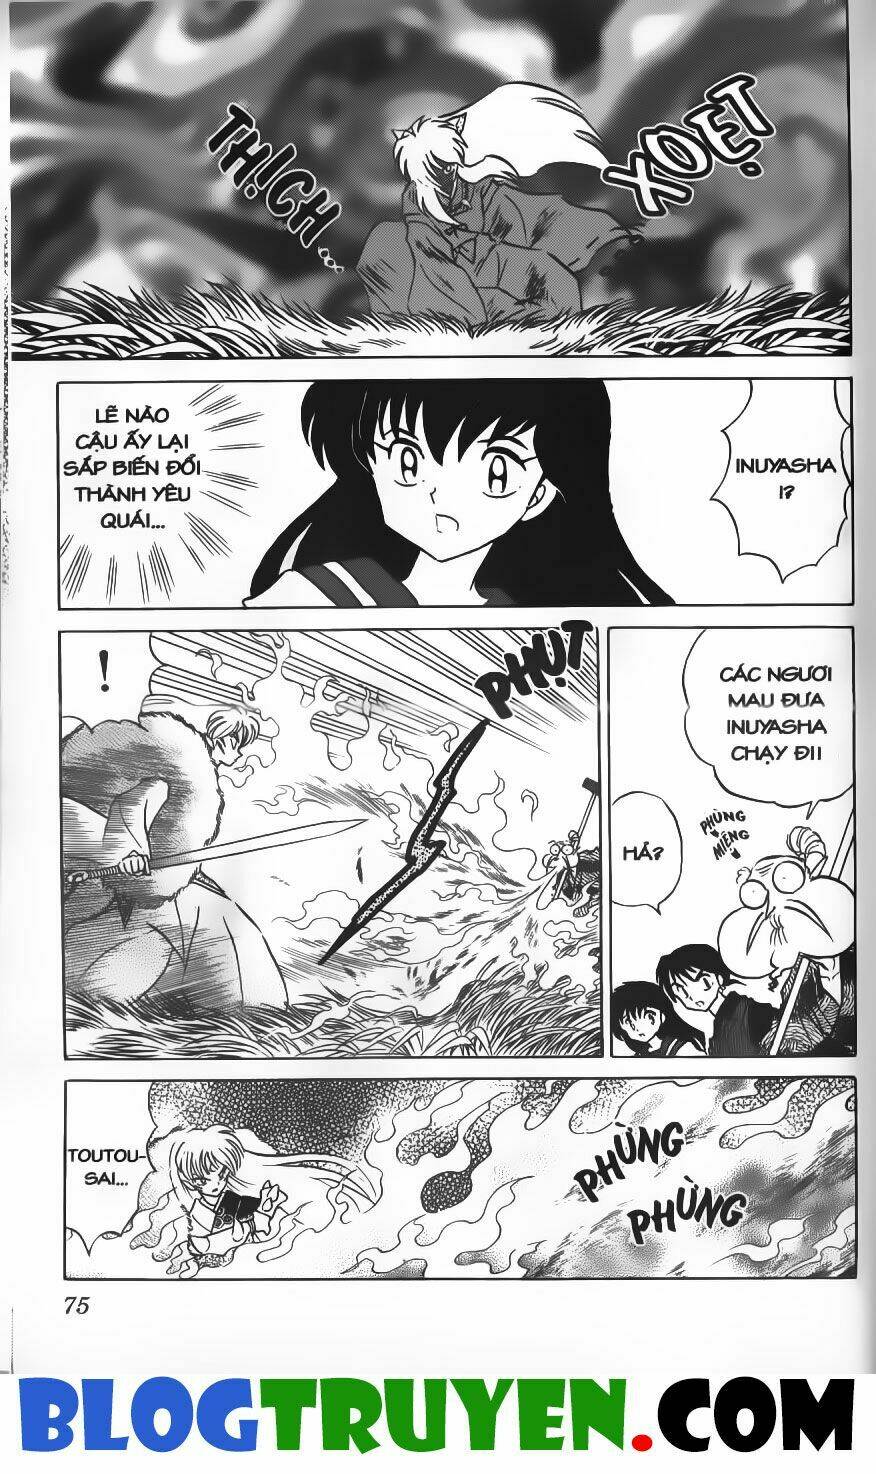 XOẸT
THỊCH...
INUYASHA
!?
LẼ NÀO
CẬU ẤY LẠI
SẮP BIẾN ĐỔI
THÀNH YÊU
QUÁI...
CÁC NGƯƠI
MAU ĐƯA
INUYASHA
CHẠY ĐI!
PHÙNG
MIỆNG
HẢ?
PHỤT
!
PHÙNG
PHÙNG
TOUTOU-
SAI...
75
BLOGTRUYEN.COM